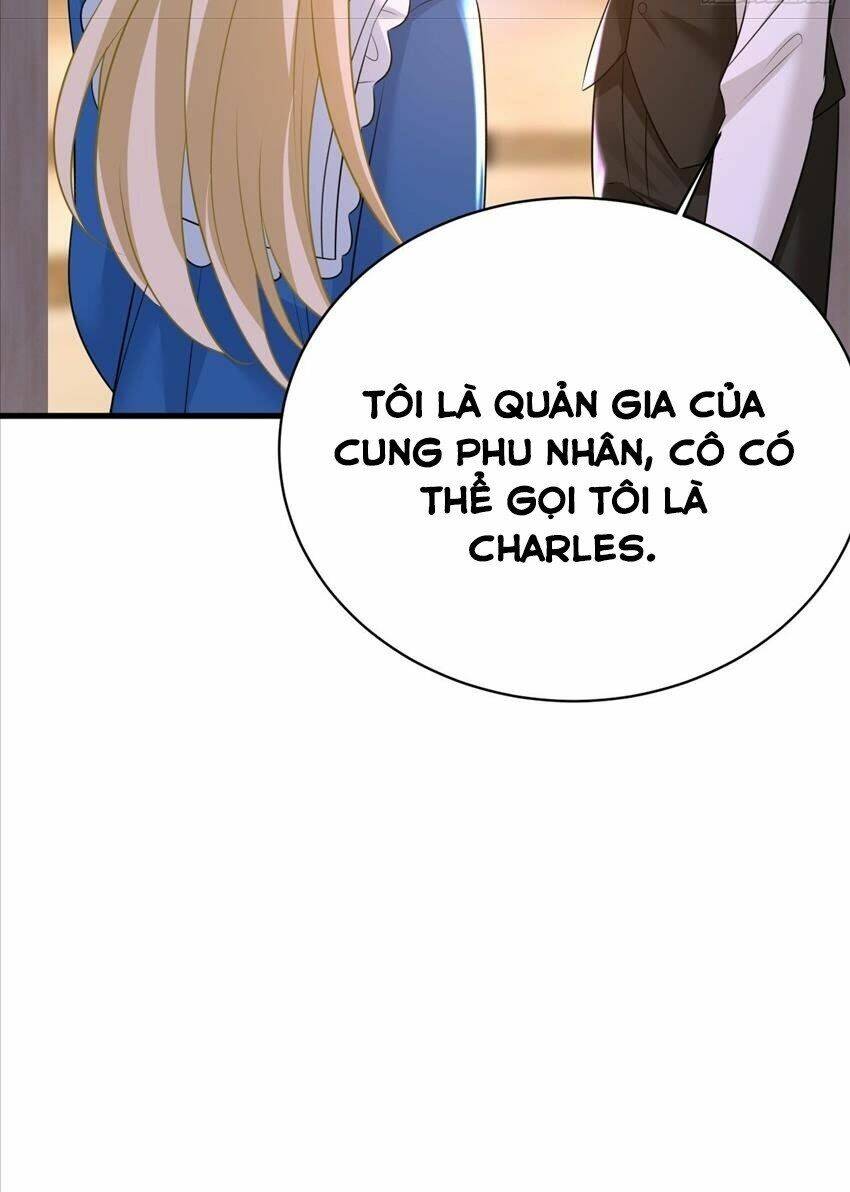 TÔI LÀ QUẢN GIA CỦA
CUNG PHU NHÂN, CÔ CÓ
THỂ GỌI TÔI LÀ
CHARLES.